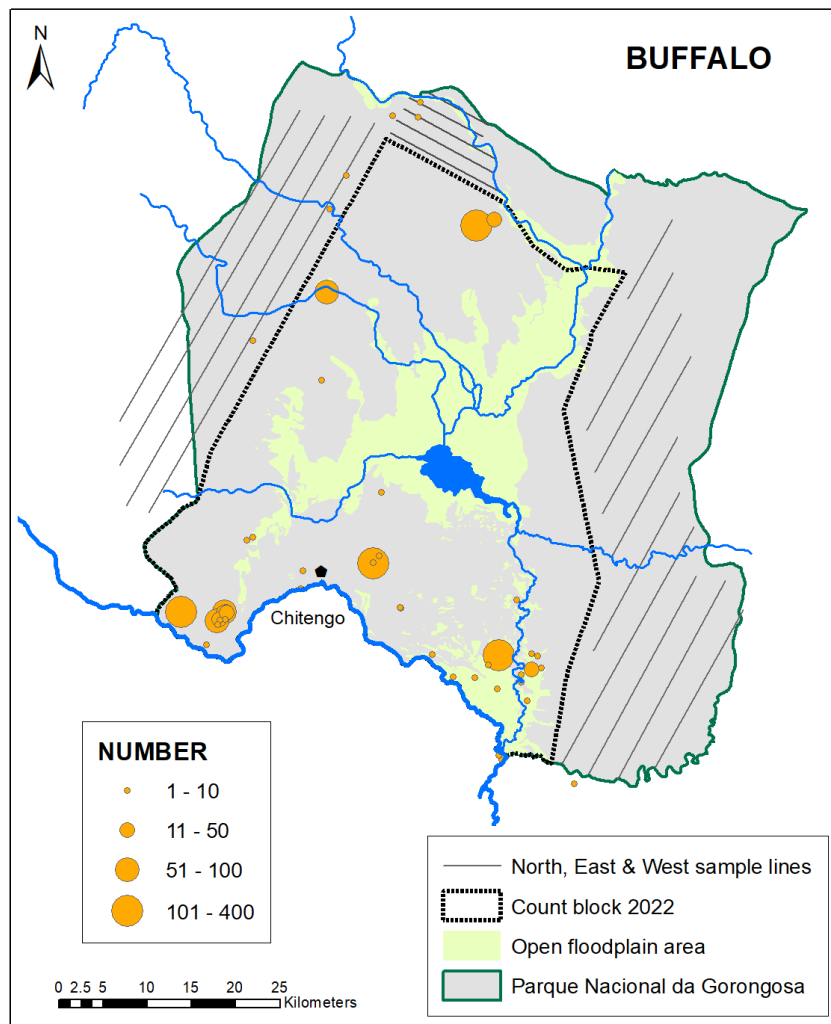 N
BUFFALO
Chitengo
NUMBER
1 - 10
11 - 50
51 - 100
101 - 400
North, East & West sample lines
Count block 2022
Open floodplain area
Parque Nacional da Gorongosa
0 2.5 5 10 15 20 25
Kilometers